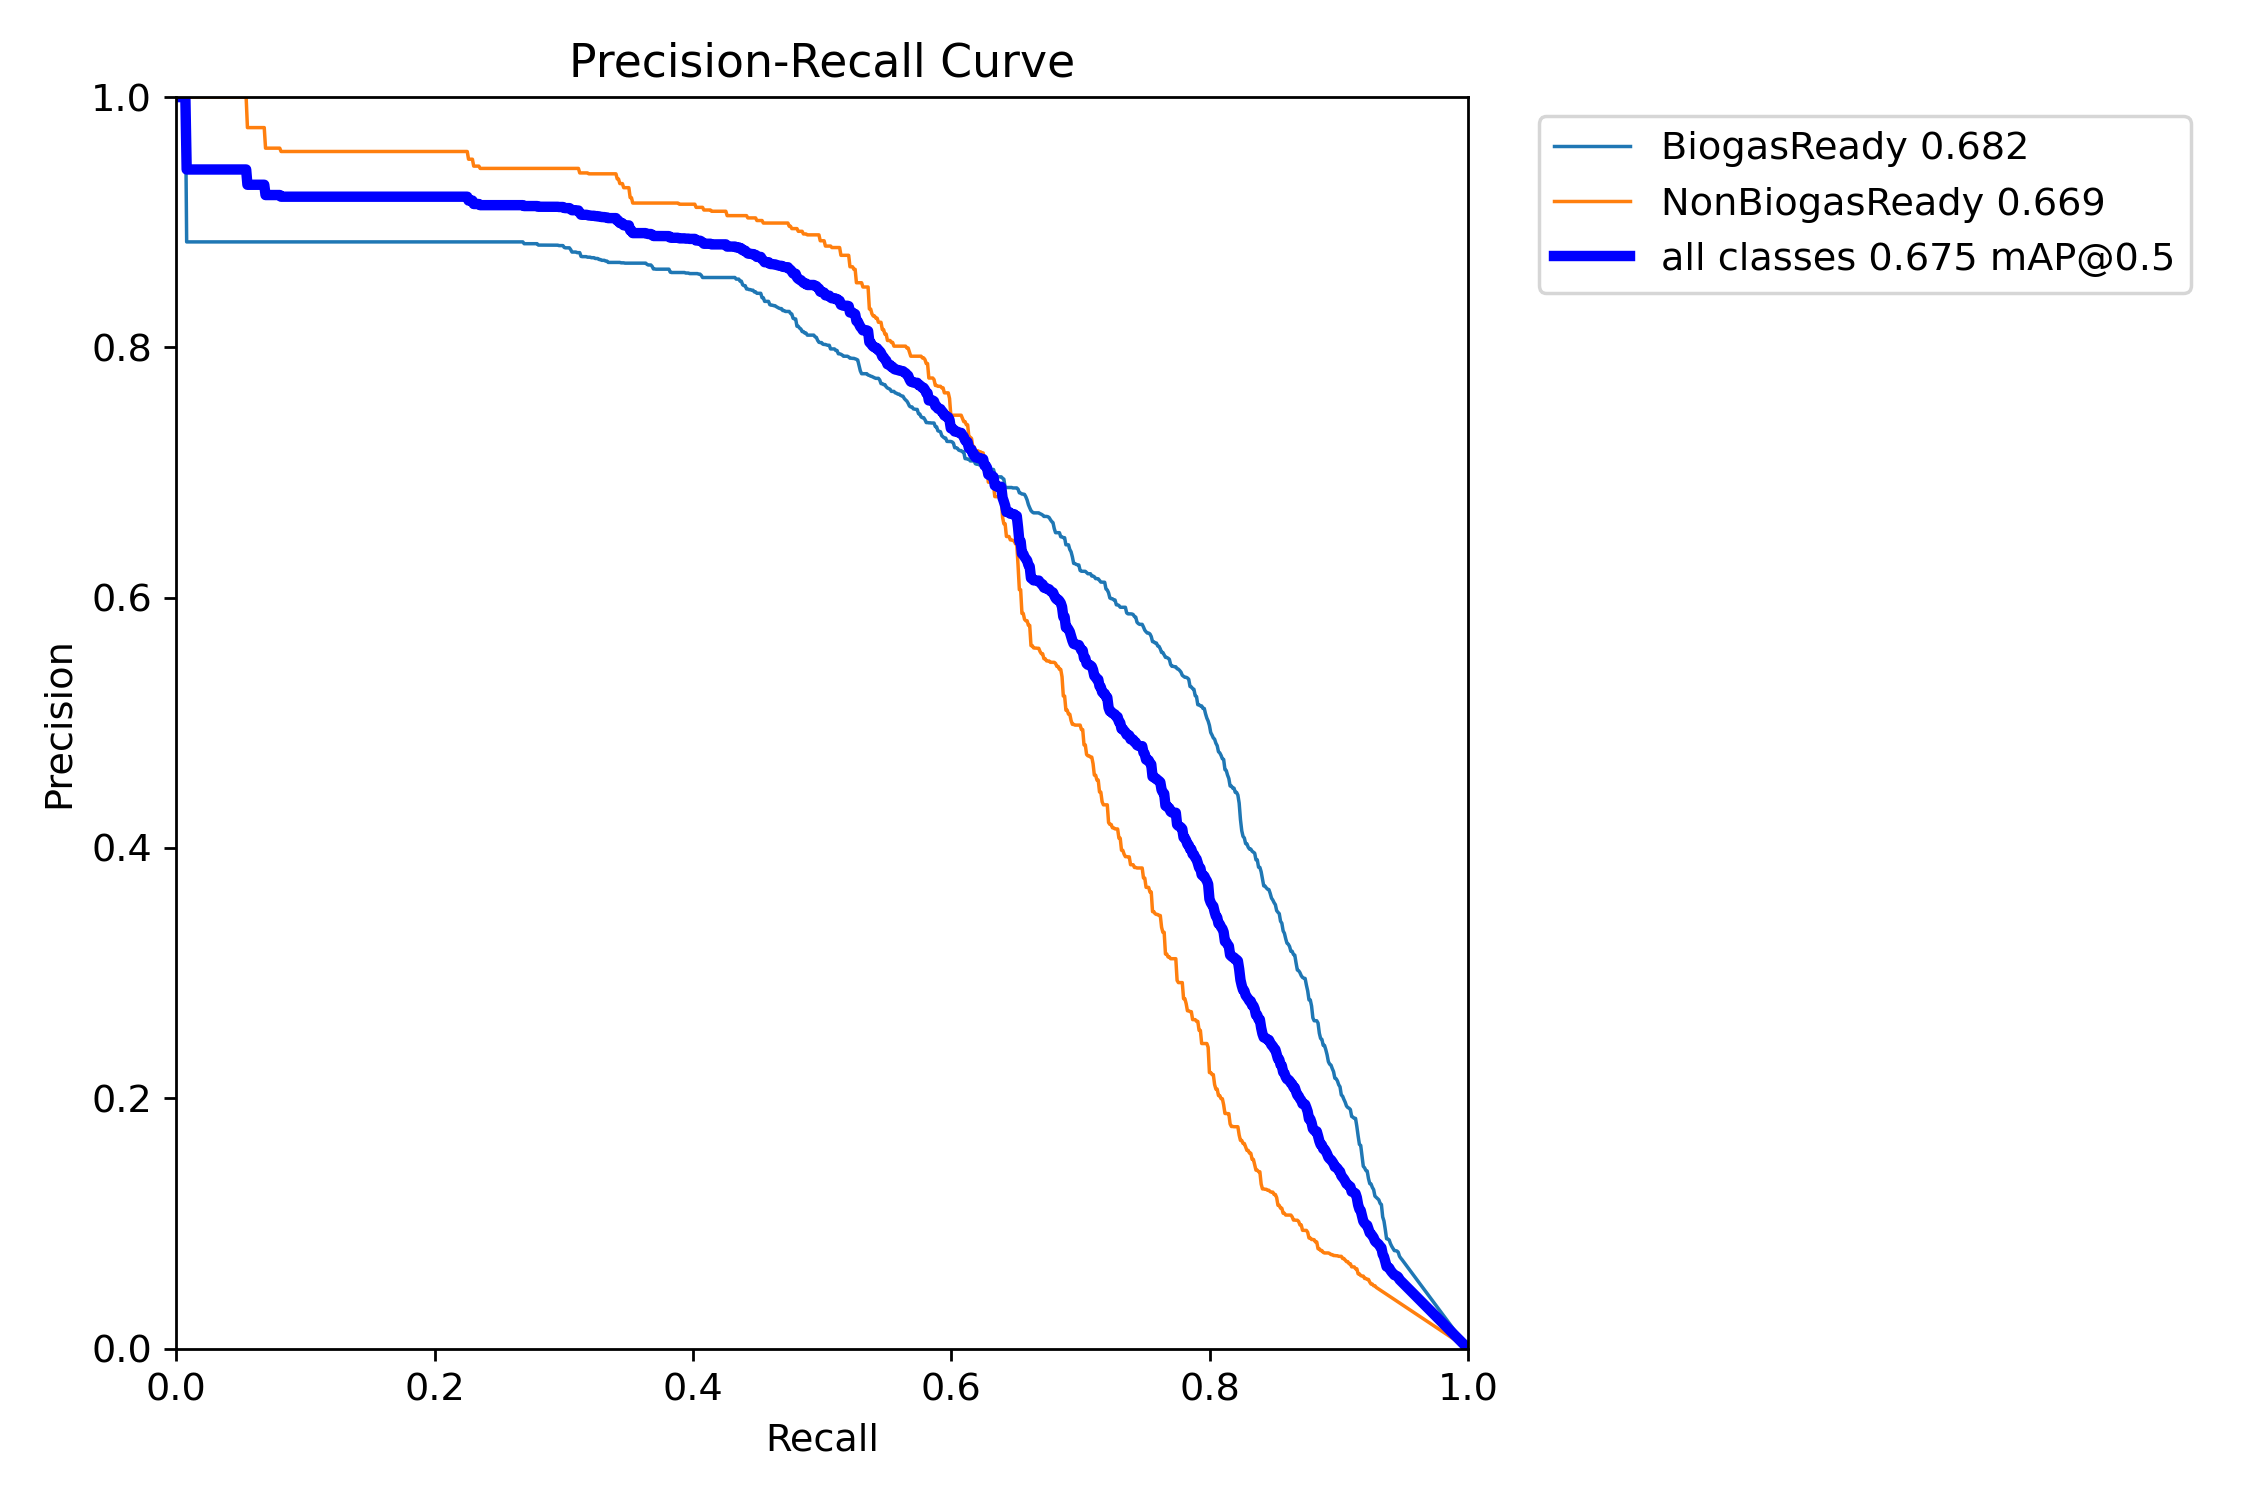 Precision-Recall Curve
BiogasReady 0.682
NonBiogasReady 0.669
all classes 0.675 mAP@0.5
1.0
0.8
0.6
0.4
0.2
0.0
Precision
0.0 0.2 0.4 0.6 0.8 1.0
Recall